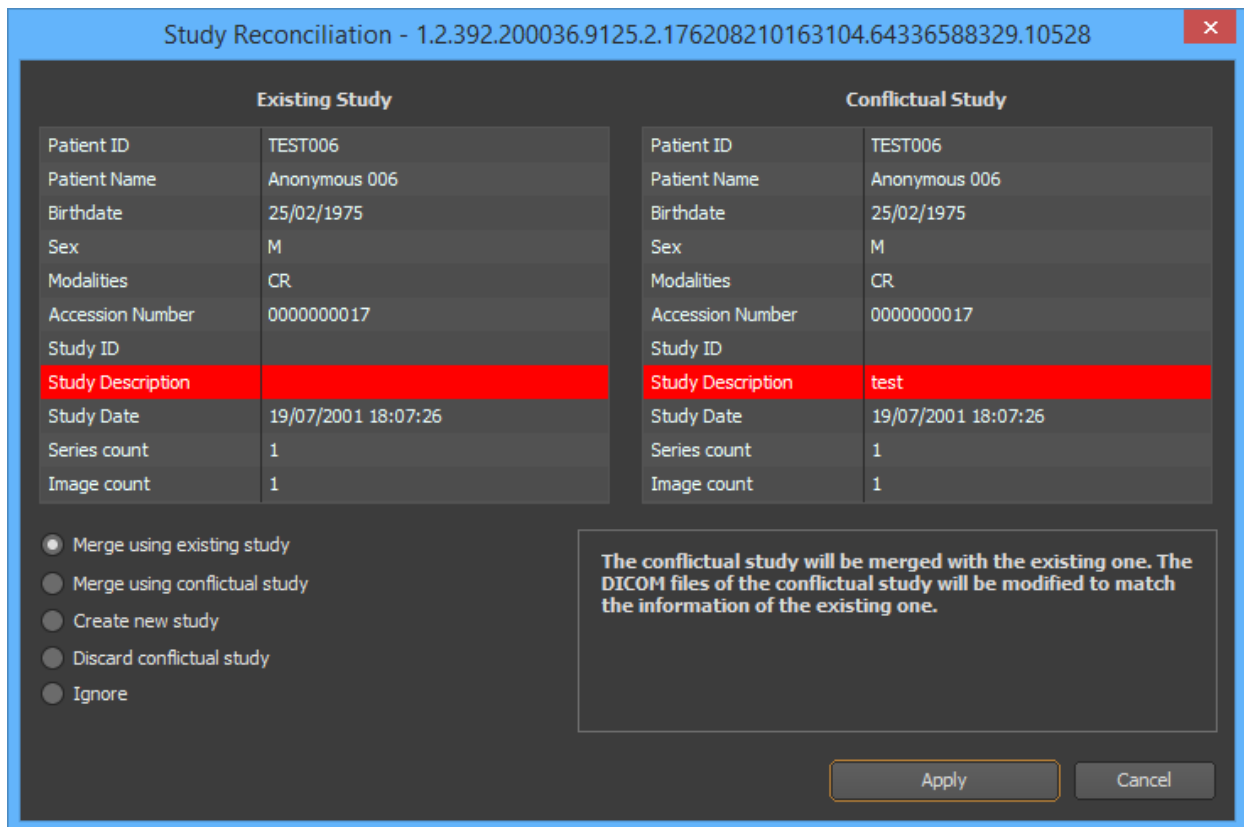 Study Reconciliation - 1.2.392.200036.9125.2.176208210163104.64336588329.10528
Existing Study
Patient ID TEST006
Patient Name Anonymous 006
Birthdate 25/02/1975
Sex M
Modalities CR
Accession Number 0000000017
Study ID
Study Description
Study Date 19/07/2001 18:07:26
Series count 1
Image count 1
Conflictual Study
Patient ID TEST006
Patient Name Anonymous 006
Birthdate 25/02/1975
Sex M
Modalities CR
Accession Number 0000000017
Study ID
Study Description test
Study Date 19/07/2001 18:07:26
Series count 1
Image count 1
Merge using existing study
Merge using conflictual study
Create new study
Discard conflictual study
Ignore
The conflictual study will be merged with the existing one. The
DICOM files of the conflictual study will be modified to match
the information of the existing one.
Apply
Cancel